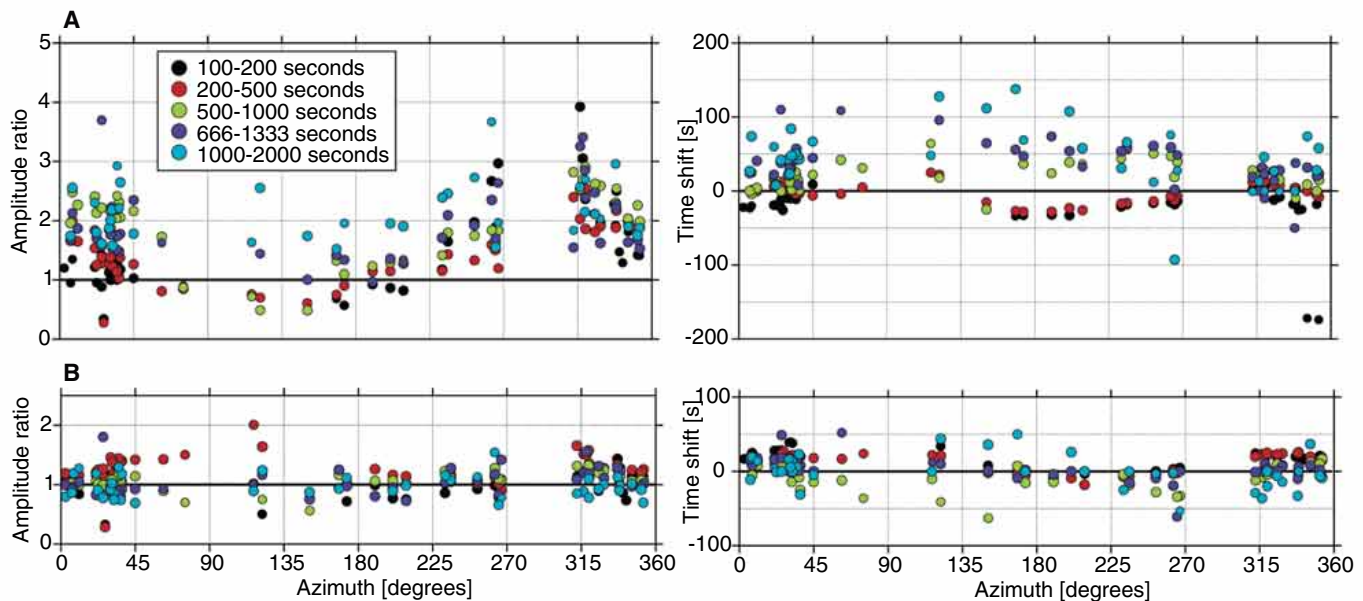 A
5
4
3
2
1
0
Amplitude ratio
100-200 seconds
200-500 seconds
500-1000 seconds
666-1333 seconds
1000-2000 seconds
200
100
0
-100
-200
Time shift [s]
B
2
1
0
Amplitude ratio
0 45 90 135 180 225 270 315 360
Azimuth [degrees]
100
0
-100
Time shift [s]
0 45 90 135 180 225 270 315 360
Azimuth [degrees]